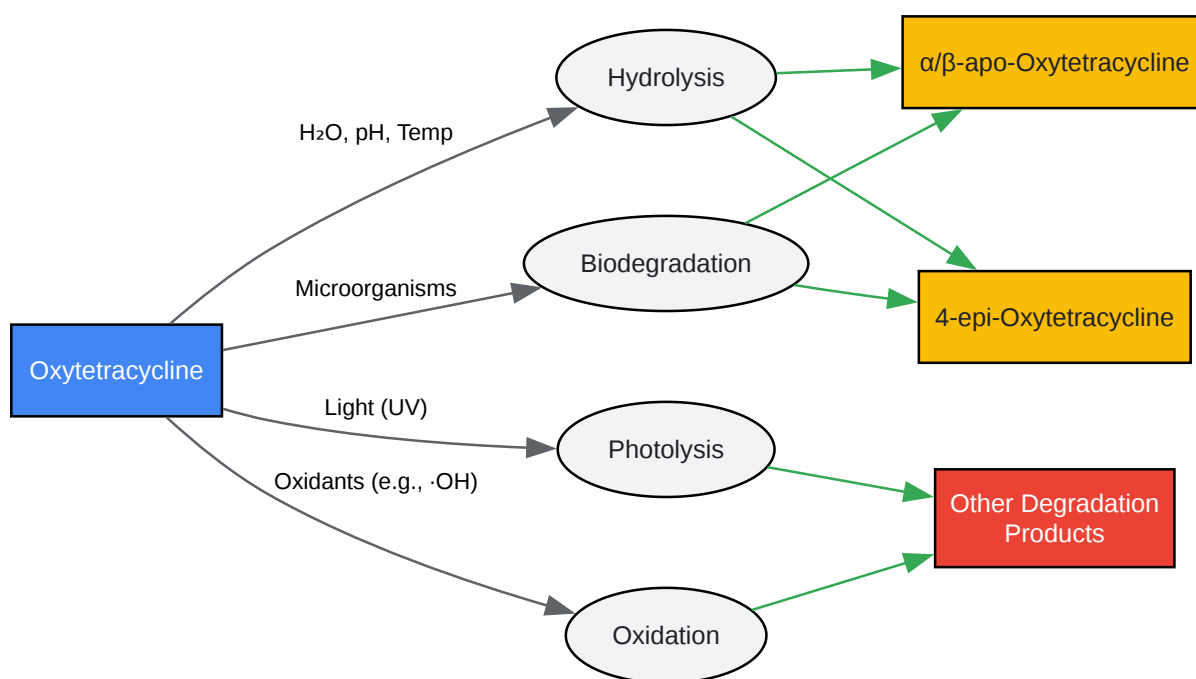 Oxytetracycline
H₂O, pH, Temp
Microorganisms
Light (UV)
Oxidants (e.g., ·OH)
Hydrolysis
Biodegradation
Photolysis
Oxidation
α/β-apo-Oxytetracycline
4-epi-Oxytetracycline
Other Degradation
Products